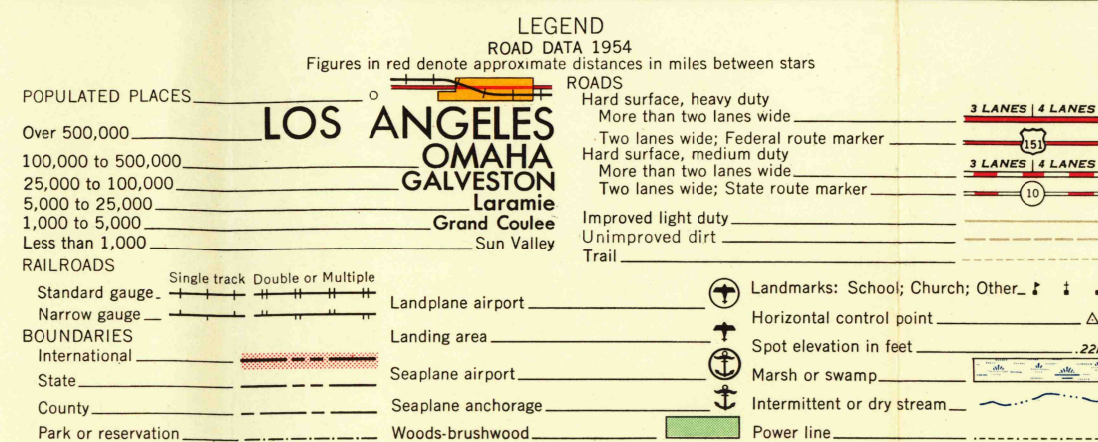 LEGEND
ROAD DATA 1954
Figures in red denote approximate distances in miles between stars
POPULATED PLACES
Over 500,000 LOS ANGELES
100,000 to 500,000 OMAHA
25,000 to 100,000 GALVESTON
5,000 to 25,000 Laramie
1,000 to 5,000 Grand Coulee
Less than 1,000 Sun Valley
RAILROADS
Single track Double or Multiple
Standard gauge
Narrow gauge
BOUNDARIES
International
State
County
Park or reservation
Landplane airport
Landing area
Seaplane airport
Seaplane anchorage
Woods-brushwood
ROADS
Hard surface, heavy duty
More than two lanes wide 3 LANES | 4 LANES
Two lanes wide; Federal route marker 151
Hard surface, medium duty
More than two lanes wide 3 LANES | 4 LANES
Two lanes wide; State route marker 10
Improved light duty
Unimproved dirt
Trail
Landmarks: School; Church; Other
Horizontal control point
Spot elevation in feet
Marsh or swamp
Intermittent or dry stream
Power line